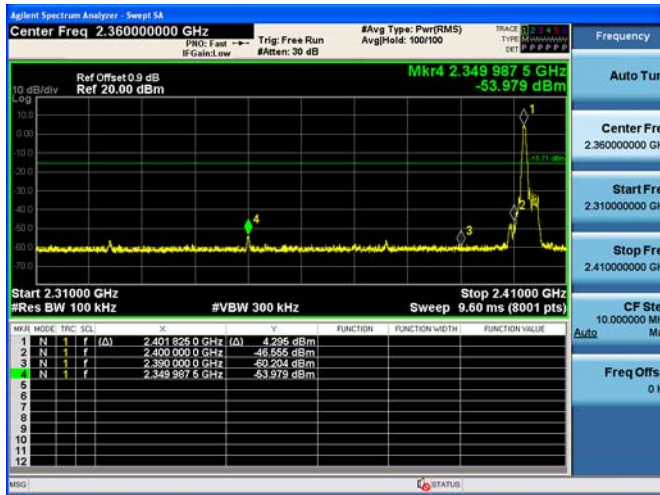 Agilent Spectrum Analyzer - Swept SA
Center Freq 2.360000000 GHz
PNO: Fast
IFGain:Low
Trig: Free Run
#Atten: 30 dB
#Avg Type: Pwr(RMS)
Avg|Hold: 100/100
TRACE 1 2 3 4 5 6
TYPE M
DET P P P P P P
Frequency
Ref Offset 0.9 dB
Ref 20.00 dBm
10 dB/div
Log
Mkr4 2.349 987 5 GHz
-53.979 dBm
Auto Tun
10.0
0.00
-10.0
-20.0
-30.0
-40.0
-50.0
-60.0
-70.0
1
2
3
4
-15.71 dBm
Center Fre
2.360000000 GH
Start Fre
2.310000000 GH
Stop Fre
2.410000000 GH
Start 2.31000 GHz
Stop 2.41000 GHz
#Res BW 100 kHz
#VBW 300 kHz
Sweep 9.60 ms (8001 pts)
CF Ste
10.000000 MH
Auto Ma
MKR MODE TRC SCL X Y FUNCTION FUNCTION WIDTH FUNCTION VALUE
1 N 1 f (Δ) 2.401 825 0 GHz (Δ) 4.295 dBm
2 N 1 f 2.400 000 0 GHz -46.555 dBm
3 N 1 f 2.390 000 0 GHz -60.204 dBm
4 N 1 f 2.349 987 5 GHz -53.979 dBm
5
6
7
8
9
10
11
12
Freq Offs
0 H
MSG
STATUS